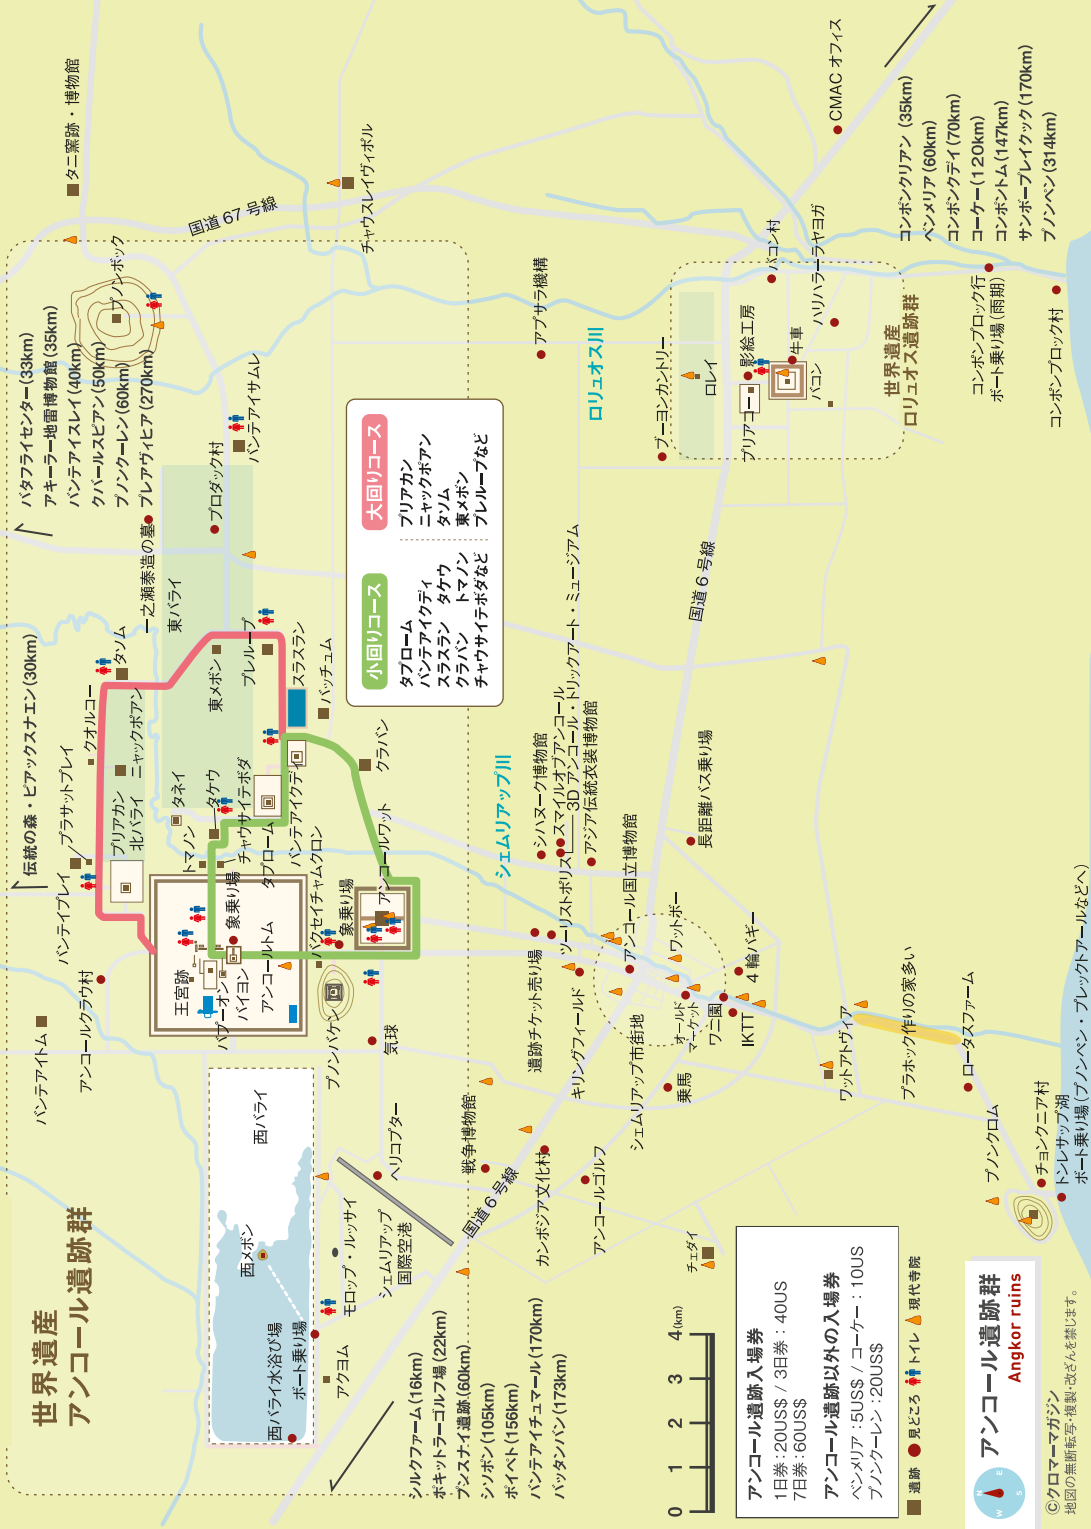 世界遺産
アンコール遺跡群
伝統の森・ピアックスナエン(30km)
バタフライセンター(33km)
アキーラー地雷博物館(35km)
バンテアイスレイ(40km)
クバールスピアン(50km)
プノンクーレン(60km)
プレアヴィヒア(270km)
タニ窯跡・博物館
国道67号線
プノンボック
チャウスレイヴィボル
バンテアイサムレ
プロダック村
一之瀬泰造の墓
東バライ
タソム
クオルコー
ニャックポアン
プラサットプレイ
プリアカン
北バライ
バンテイプレイ
東メボン
プレループ
スラスラン
バッチュム
タネイ
タケウ
トマノン
チャウサイテボダ
タプローム
バンテアイクデイ
クラバン
象乗り場
バクセイチャムクロン
象乗り場
アンコールワット
王宮跡
バプーオン
バイヨン
アンコールトム
プノンバケン
気球
アンコールクラウ村
バンテアイトム
西バライ
西メボン
西バライ水浴び場
ボート乗り場
モロップ・ルッサイ
アクヨム
ヘリコプター
シェムリアップ
国際空港
小回りコース
タプローム
バンテアイクディ
スラスラン タケウ
クラバン トマノン
チャウサイテボダなど
大回りコース
プリアカン
ニャックポアン
タソム
東メボン
プレループなど
アプサラ機構
ロリュオス川
ブーヨンカントリー
ロレイ
影絵工房
プリアコー
牛車
バコン
バコン村
ハリハラーラヤヨガ
世界遺産
ロリュオス遺跡群
CMAC オフィス
コンポンクリアン (35km)
ベンメリア(60km)
コンポンクデイ(70km)
コーケー(120km)
コンポントム(147km)
サンボープレイクック(170km)
プノンペン(314km)
コンポンブロック行
ボート乗り場(雨期)
コンポンプロック村
国道6号線
シェムリアップ川
シハヌーク博物館
スマイルオブアンコール
3Dアンコール・トリックアート・ミュージアム
アジア伝統衣装博物館
ツーリストポリス
長距離バス乗り場
アンコール国立博物館
遺跡チケット売り場
キリングフィールド
ワットボー
4輪バギー
オールド
マーケット
ワニ園
IKTT
シェムリアップ市街地
乗馬
戦争博物館
国道6号線
カンボジア文化村
アンコールゴルフ
チェダイ
ワットアトヴィア
プラホック作りの家多い
ロータスファーム
プノンクロム
チョンクニア村
トンレサップ湖
ボート乗り場(プノンペン・プレックトアールなどへ)
シルクファーム(16km)
ポキットラーゴルフ場(22km)
プンスナイ遺跡(60km)
シソポン(105km)
ポイペト(156km)
バンテアイチュマール(170km)
バッタンバン(173km)
0 1 2 3 4(km)
アンコール遺跡入場券
1日券:20US$ / 3日券:40US
7日券:60US$
アンコール遺跡以外の入場券
ベンメリア:5US$ / コーケー:10US
プノンクーレン:20US$
遺跡 見どころ トイレ 現代寺院
N
W
E
S
アンコール遺跡群
Angkor ruins
©クロマーマガジン
地図の無断転写・複製・改ざんを禁じます。